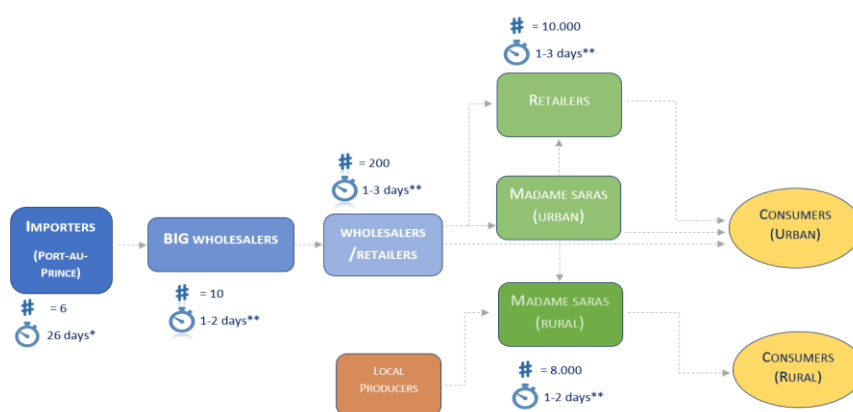 # = 10.000
1-3 days**
RETAILERS
# = 200
1-3 days**
MADAME SARAS
(URBAN)
IMPORTERS
(PORT-AU-
PRINCE)
BIG WHOLESALERS
WHOLESALERS
/RETAILERS
CONSUMERS
(URBAN)
# = 6
26 days*
# = 10
1-2 days**
MADAME SARAS
(RURAL)
LOCAL
PRODUCERS
# = 8.000
1-2 days**
CONSUMERS
(RURAL)